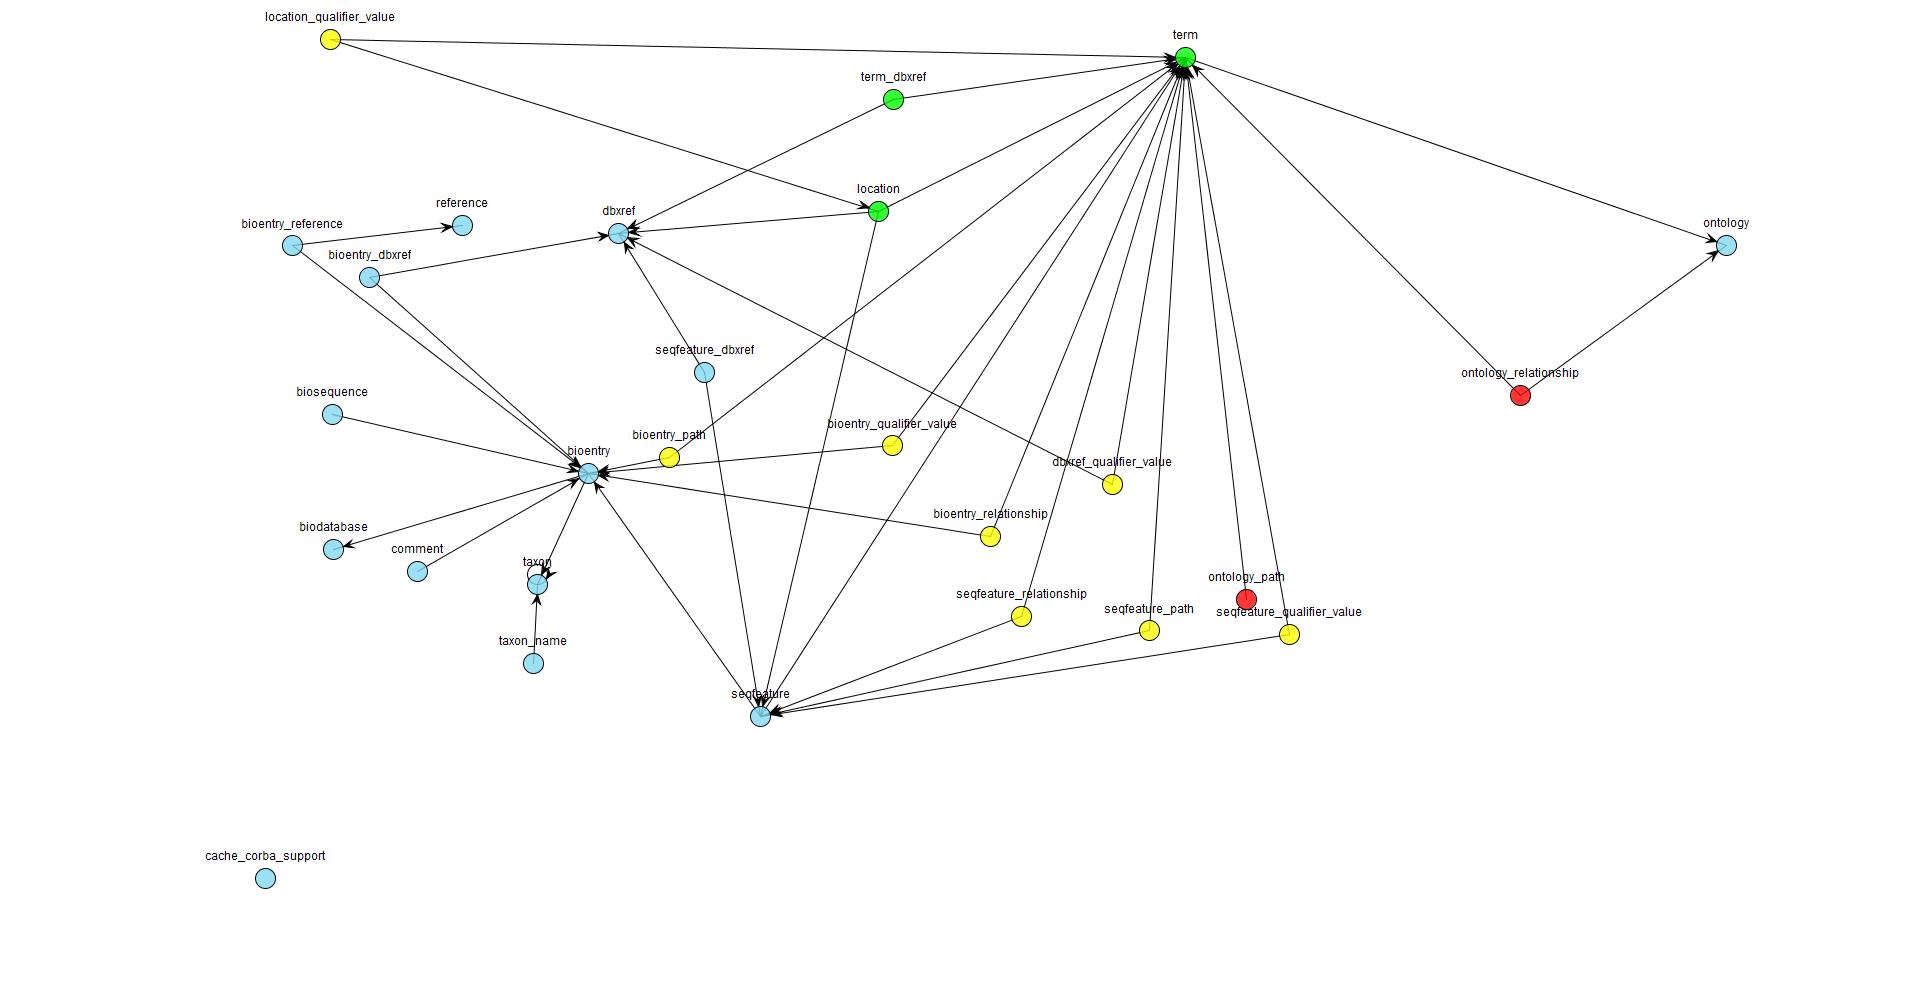 location_qualifier_value
term
term_dbxref
location
reference
dbxref
bioentry_reference
ontology
bioentry_dbxref
seqfeature_dbxref
ontology_relationship
biosequence
bioentry_qualifier_value
bioentry_path
bioentry
dbxref_qualifier_value
bioentry_relationship
biodatabase
comment
taxon
ontology_path
seqfeature_relationship
seqfeature_path
seqfeature_qualifier_value
taxon_name
seqfeature
cache_corba_support